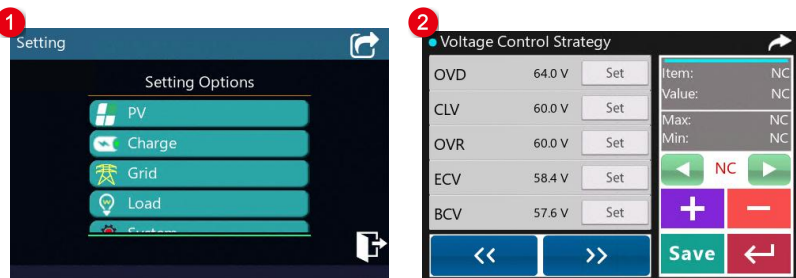 1
Setting
Setting Options
PV
Charge
Grid
Load
System
2
Voltage Control Strategy
OVD 64.0 V Set
CLV 60.0 V Set
OVR 60.0 V Set
ECV 58.4 V Set
BCV 57.6 V Set
<< >>
Item: NC
Value: NC
Max: NC
Min: NC
NC
+ −
Save